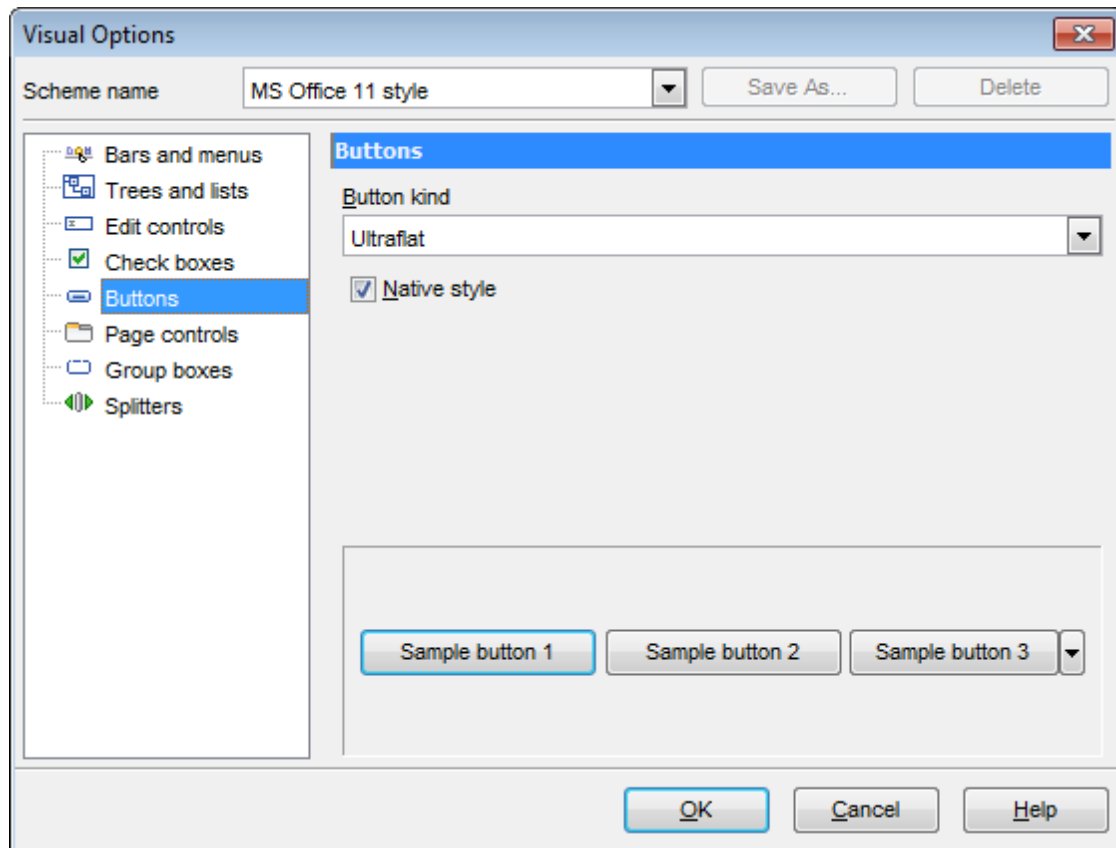 Visual Options
Scheme name
MS Office 11 style
Save As...
Delete
Bars and menus
Trees and lists
Edit controls
Check boxes
Buttons
Page controls
Group boxes
Splitters
Buttons
Button kind
Ultraflat
Native style
Sample button 1
Sample button 2
Sample button 3
OK
Cancel
Help